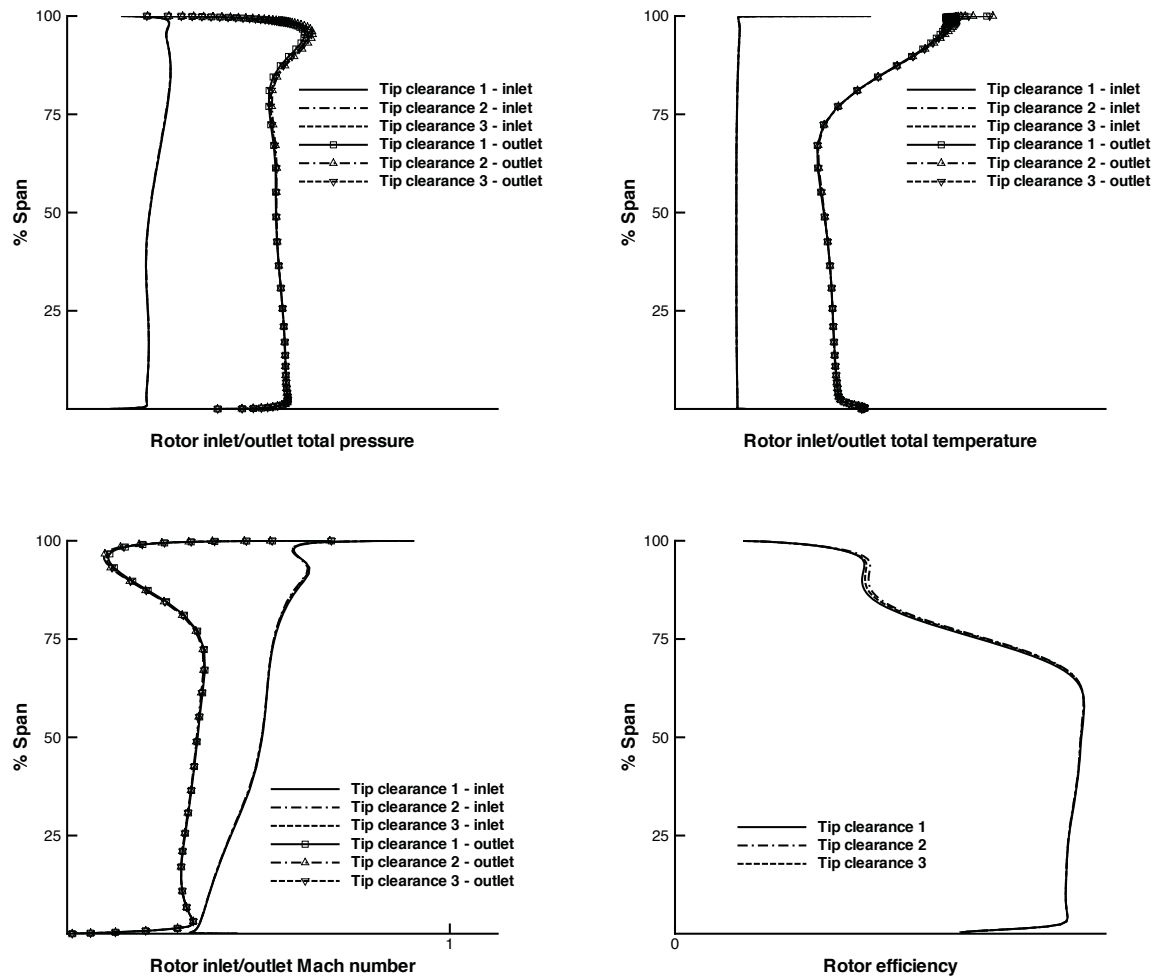 100
75
50
25
% Span
Tip clearance 1 - inlet
Tip clearance 2 - inlet
Tip clearance 3 - inlet
Tip clearance 1 - outlet
Tip clearance 2 - outlet
Tip clearance 3 - outlet
Rotor inlet/outlet total pressure
100
75
50
25
% Span
Tip clearance 1 - inlet
Tip clearance 2 - inlet
Tip clearance 3 - inlet
Tip clearance 1 - outlet
Tip clearance 2 - outlet
Tip clearance 3 - outlet
Rotor inlet/outlet total temperature
100
75
50
25
% Span
Tip clearance 1 - inlet
Tip clearance 2 - inlet
Tip clearance 3 - inlet
Tip clearance 1 - outlet
Tip clearance 2 - outlet
Tip clearance 3 - outlet
1
Rotor inlet/outlet Mach number
100
75
50
25
% Span
Tip clearance 1
Tip clearance 2
Tip clearance 3
0
Rotor efficiency